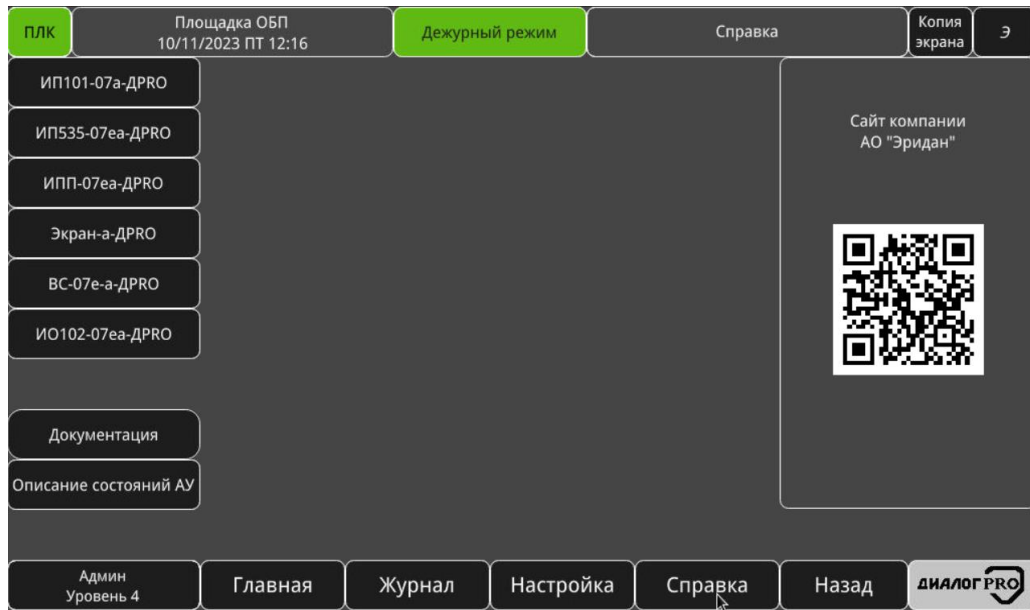 ПЛК
Площадка ОБП
10/11/2023 ПТ 12:16
Дежурный режим
Справка
Копия
экрана
Э
ИП101-07а-ДPRO
ИП535-07еа-ДPRO
ИПП-07еа-ДPRO
Экран-а-ДPRO
ВС-07е-а-ДPRO
ИО102-07еа-ДPRO
Документация
Описание состояний АУ
Сайт компании
АО "Эридан"
Админ
Уровень 4
Главная
Журнал
Настройка
Справка
Назад
ДИАЛОГ PRO